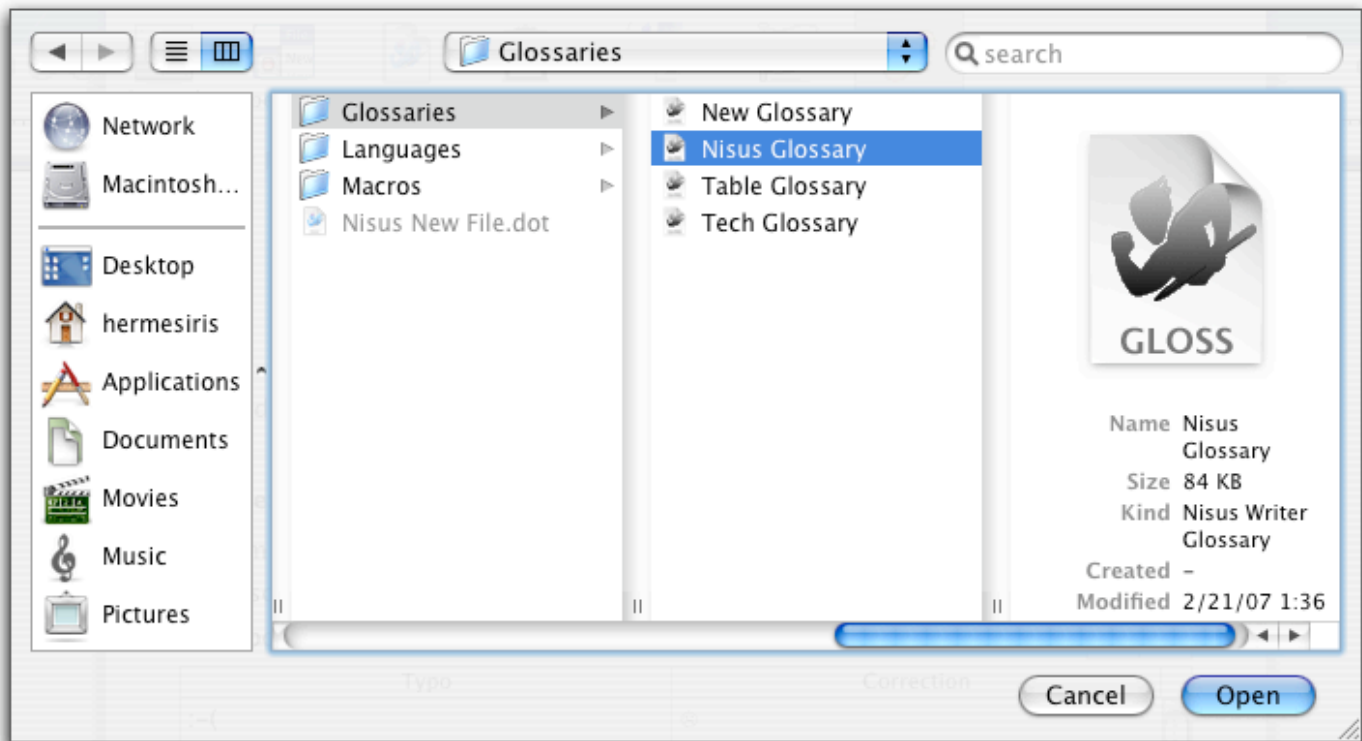 Glossaries
search
Network
Macintosh...
Desktop
hermesiris
Applications
Documents
Movies
Music
Pictures
Glossaries
Languages
Macros
Nisus New File.dot
New Glossary
Nisus Glossary
Table Glossary
Tech Glossary
GLOSS
Name Nisus
Glossary
Size 84 KB
Kind Nisus Writer
Glossary
Created –
Modified 2/21/07 1:36
Typo
Correction
:-(
Cancel
Open